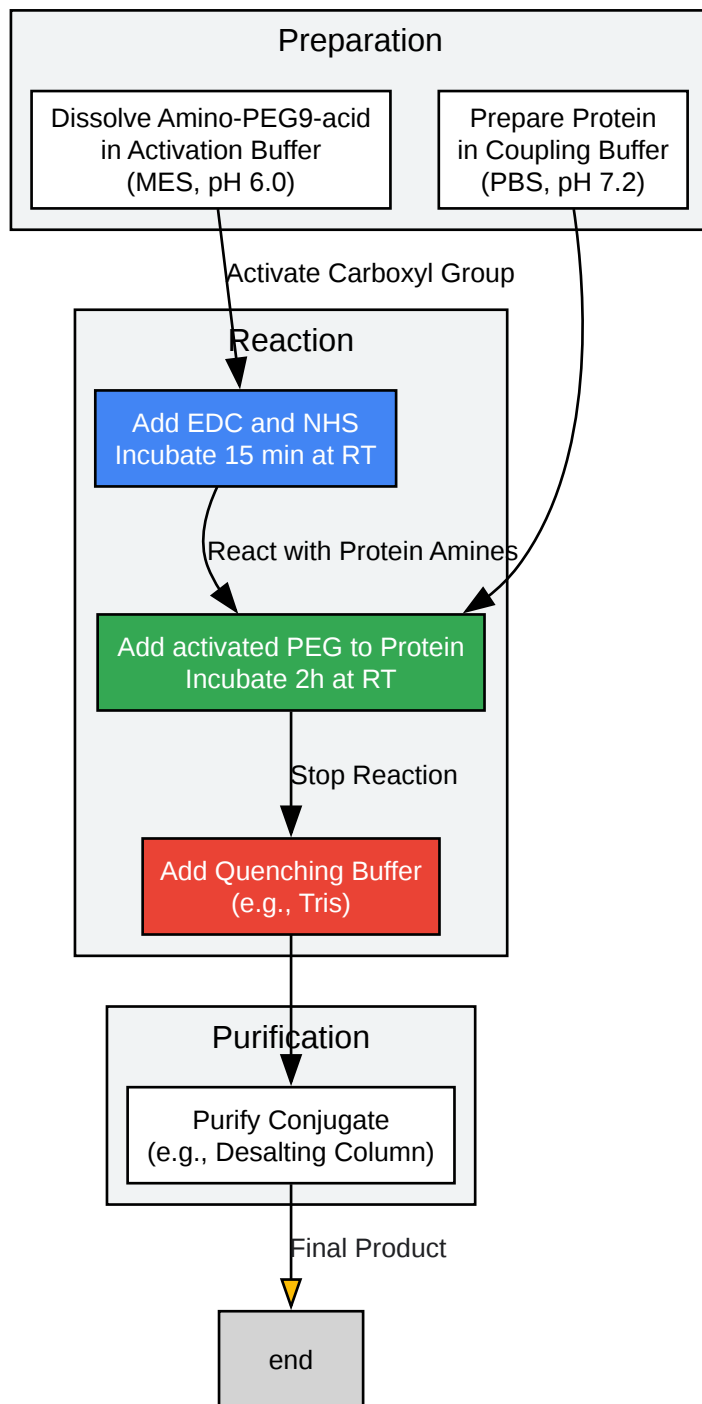 Preparation
Dissolve Amino-PEG9-acid
in Activation Buffer
(MES, pH 6.0)
Prepare Protein
in Coupling Buffer
(PBS, pH 7.2)
Activate Carboxyl Group
Reaction
Add EDC and NHS
Incubate 15 min at RT
React with Protein Amines
Add activated PEG to Protein
Incubate 2h at RT
Stop Reaction
Add Quenching Buffer
(e.g., Tris)
Purification
Purify Conjugate
(e.g., Desalting Column)
Final Product
end